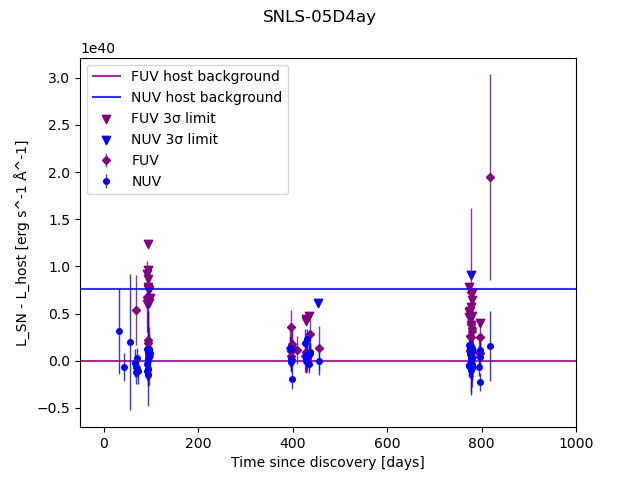 SNLS-05D4ay
1e40
FUV host background
NUV host background
FUV 3σ limit
NUV 3σ limit
FUV
NUV
3.0
2.5
2.0
1.5
1.0
0.5
0.0
−0.5
L_SN - L_host [erg s^-1 Å^-1]
0 200 400 600 800 1000
Time since discovery [days]